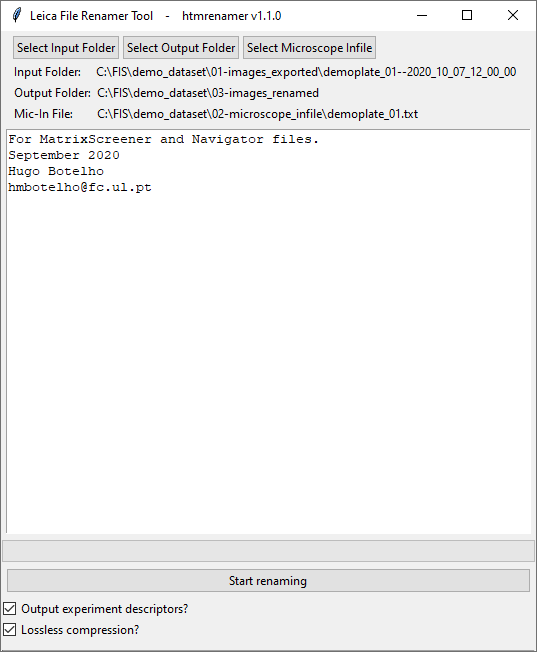 Leica File Renamer Tool   -   htmrenamer v1.1.0
Select Input Folder Select Output Folder Select Microscope Infile
Input Folder: C:\FIS\demo_dataset\01-images_exported\demoplate_01--2020_10_07_12_00_00
Output Folder: C:\FIS\demo_dataset\03-images_renamed
Mic-In File: C:\FIS\demo_dataset\02-microscope_infile\demoplate_01.txt
For MatrixScreener and Navigator files.
September 2020
Hugo Botelho
hmbotelho@fc.ul.pt
Start renaming
Output experiment descriptors?
Lossless compression?